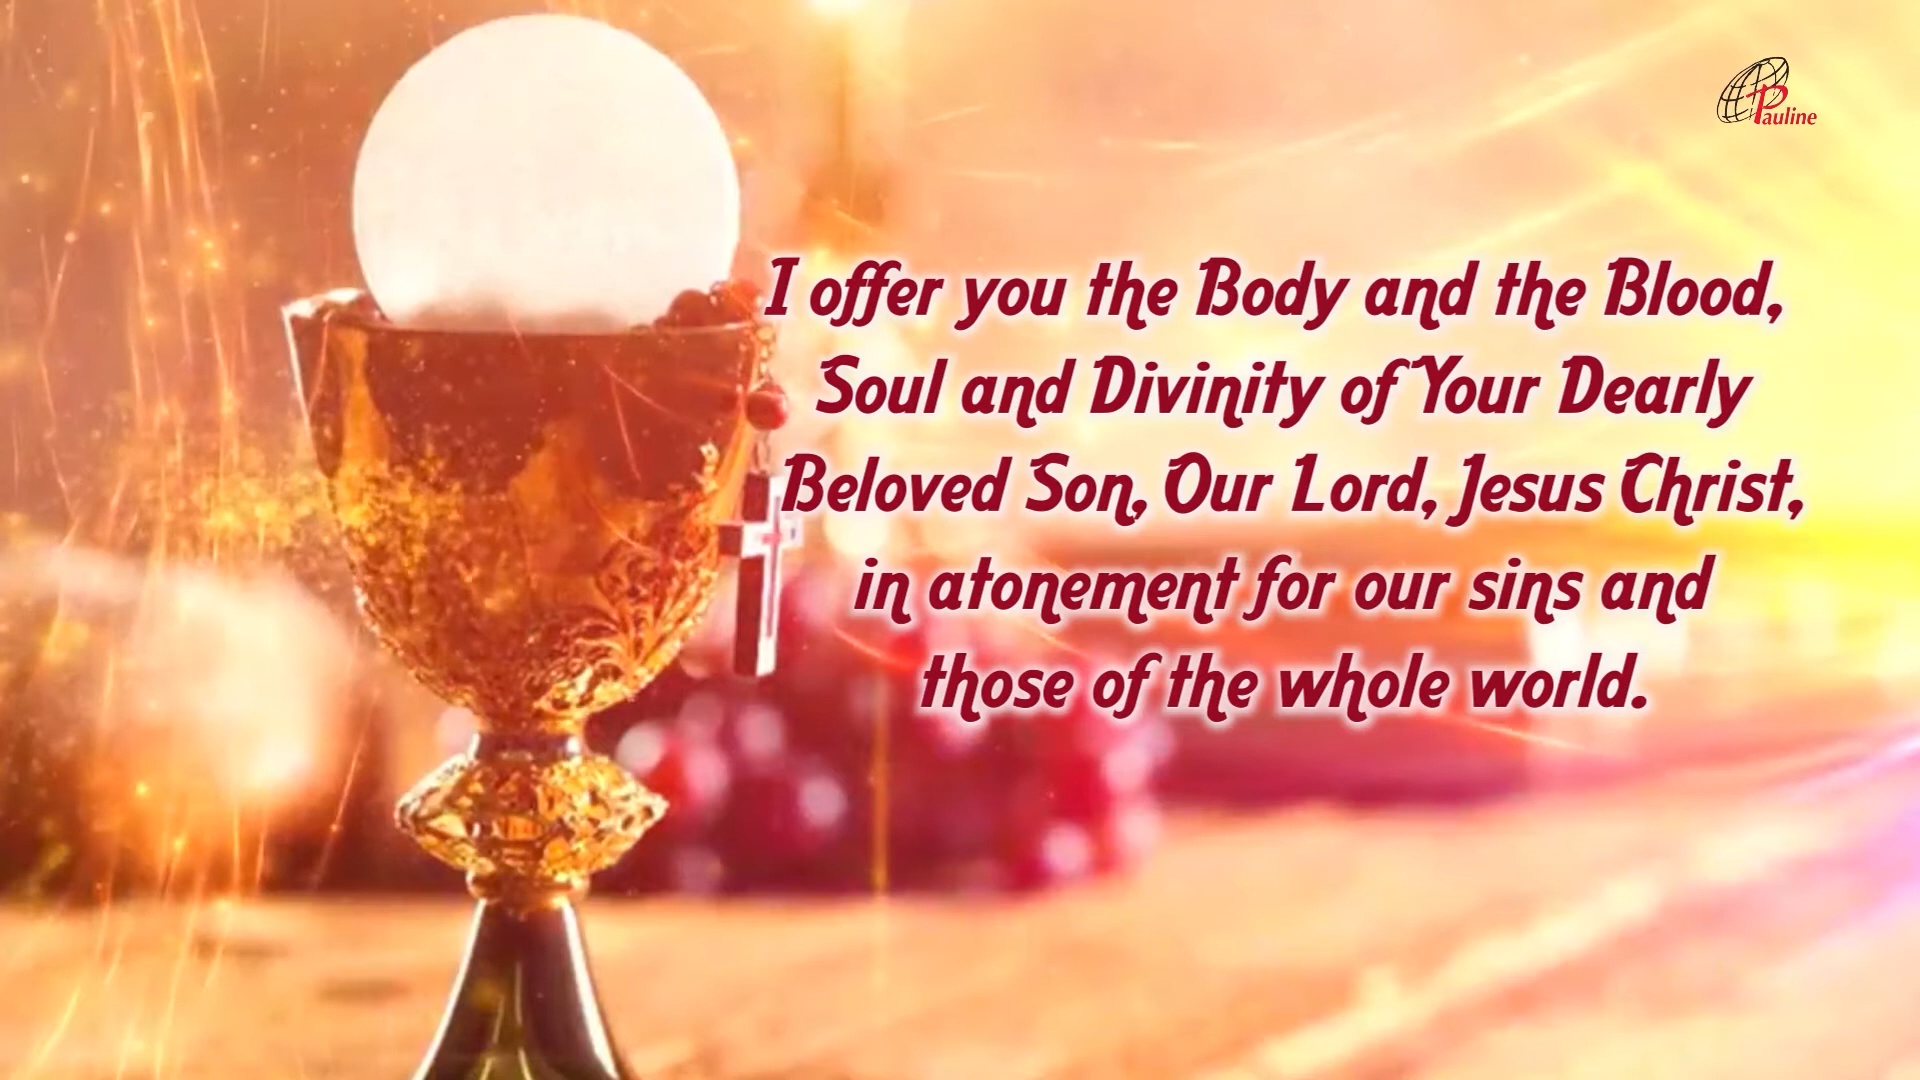 Pauline
I offer you the Body and the Blood,
Soul and Divinity of Your Dearly
Beloved Son, Our Lord, Jesus Christ,
in atonement for our sins and
those of the whole world.